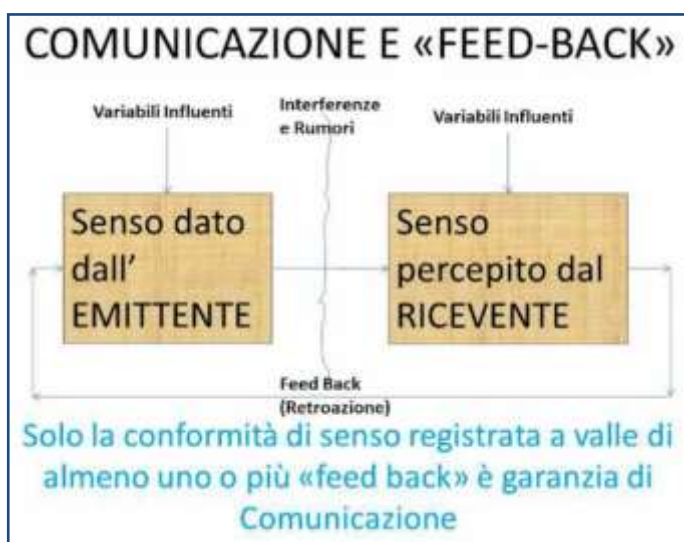 COMUNICAZIONE E «FEED-BACK»
Variabili Influenti
Interferenze
e Rumori
Variabili Influenti
Senso dato
dall'
EMITTENTE
Senso
percepito dal
RICEVENTE
Feed Back
(Retroazione)
Solo la conformità di senso registrata a valle di
almeno uno o più «feed back» è garanzia di
Comunicazione